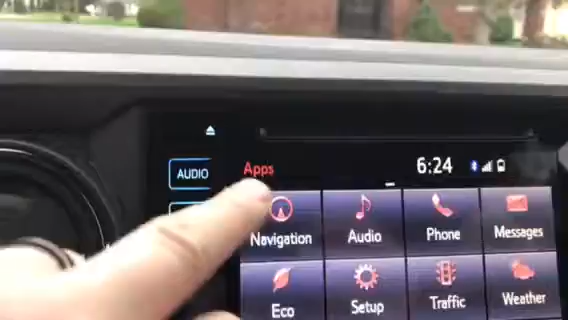 AUDIO
Apps
6:24
Navigation
Audio
Phone
Messages
Eco
Setup
Traffic
Weather